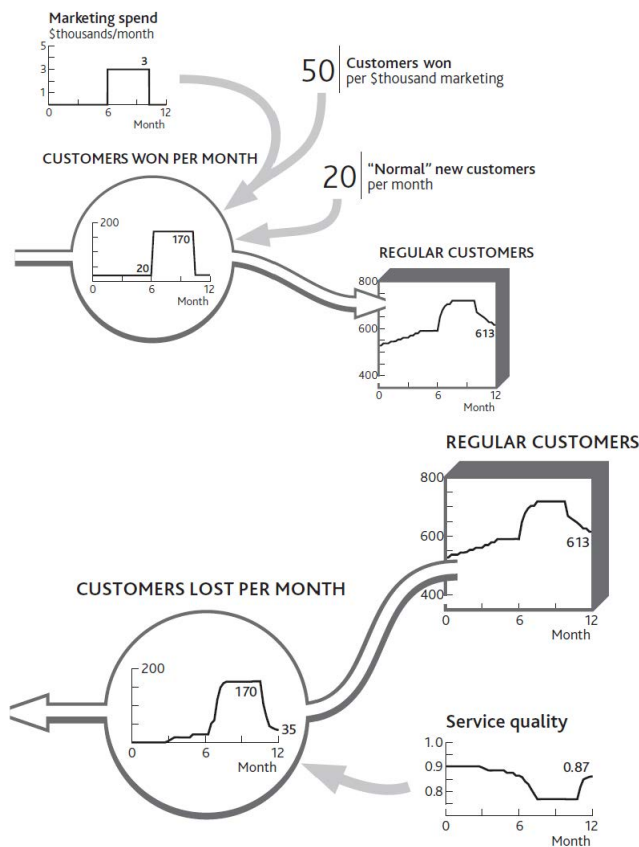 Marketing spend
$thousands/month
5
3
1
3
0
6
12
Month
50
Customers won
per $thousand marketing
20
"Normal" new customers
per month
CUSTOMERS WON PER MONTH
200
170
20
0
6
12
Month
REGULAR CUSTOMERS
800
600
400
613
0
6
12
Month
REGULAR CUSTOMERS
800
600
400
613
0
6
12
Month
CUSTOMERS LOST PER MONTH
200
170
35
0
6
12
Month
Service quality
1.0
0.9
0.8
0.87
0
6
12
Month